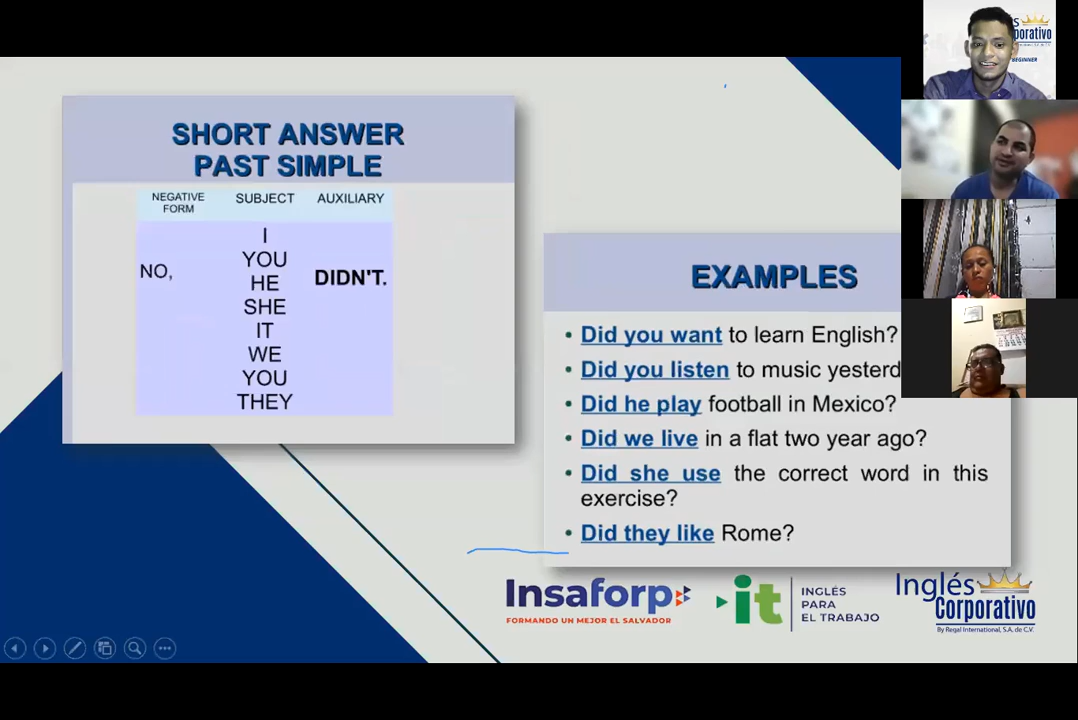 SHORT ANSWER
PAST SIMPLE
NEGATIVE
FORM
SUBJECT
AUXILIARY
NO,
I
YOU
HE
SHE
IT
WE
YOU
THEY
DIDN'T.
EXAMPLES
• Did you want to learn English?
• Did you listen to music yesterd
• Did he play football in Mexico?
• Did we live in a flat two year ago?
• Did she use the correct word in this
exercise?
• Did they like Rome?
Insaforp
FORMANDO UN MEJOR EL SALVADOR
it
INGLÉS
PARA
EL TRABAJO
Inglés
Corporativo
By Regal International, S.A. de C.V.
s
porativo
BEGINNER